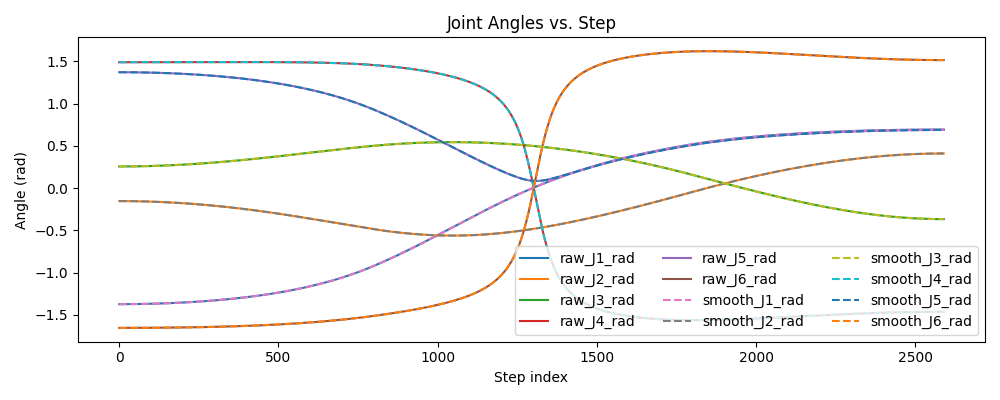 Joint Angles vs. Step
Angle (rad)
1.5
1.0
0.5
0.0
−0.5
−1.0
−1.5
raw_J1_rad
raw_J2_rad
raw_J3_rad
raw_J4_rad
raw_J5_rad
raw_J6_rad
smooth_J1_rad
smooth_J2_rad
smooth_J3_rad
smooth_J4_rad
smooth_J5_rad
smooth_J6_rad
0 500 1000 1500 2000 2500
Step index